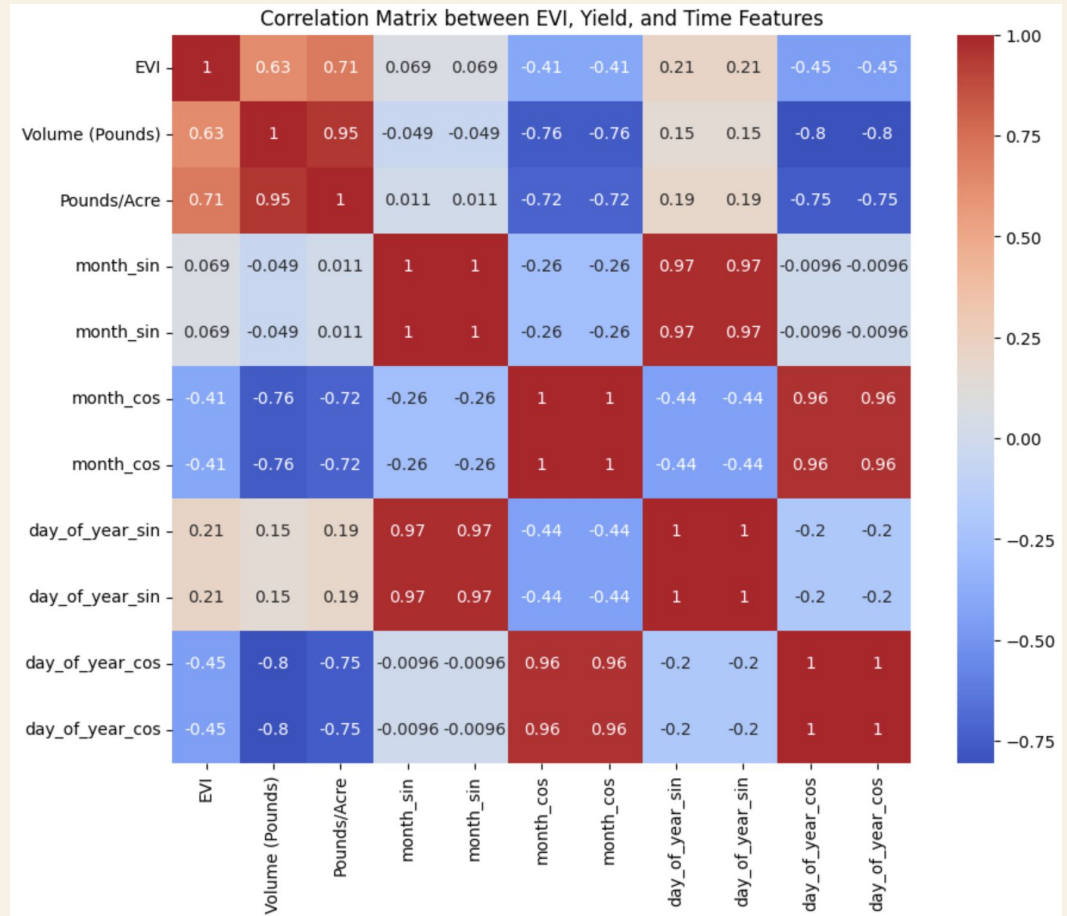 Correlation Matrix between EVI, Yield, and Time Features
EVI 1 0.63 0.71 0.069 0.069 -0.41 -0.41 0.21 0.21 -0.45 -0.45
Volume (Pounds) 0.63 1 0.95 -0.049 -0.049 -0.76 -0.76 0.15 0.15 -0.8 -0.8
Pounds/Acre 0.71 0.95 1 0.011 0.011 -0.72 -0.72 0.19 0.19 -0.75 -0.75
month_sin 0.069 -0.049 0.011 1 1 -0.26 -0.26 0.97 0.97 -0.0096 -0.0096
month_sin 0.069 -0.049 0.011 1 1 -0.26 -0.26 0.97 0.97 -0.0096 -0.0096
month_cos -0.41 -0.76 -0.72 -0.26 -0.26 1 1 -0.44 -0.44 0.96 0.96
month_cos -0.41 -0.76 -0.72 -0.26 -0.26 1 1 -0.44 -0.44 0.96 0.96
day_of_year_sin 0.21 0.15 0.19 0.97 0.97 -0.44 -0.44 1 1 -0.2 -0.2
day_of_year_sin 0.21 0.15 0.19 0.97 0.97 -0.44 -0.44 1 1 -0.2 -0.2
day_of_year_cos -0.45 -0.8 -0.75 -0.0096 -0.0096 0.96 0.96 -0.2 -0.2 1 1
day_of_year_cos -0.45 -0.8 -0.75 -0.0096 -0.0096 0.96 0.96 -0.2 -0.2 1 1
EVI
Volume (Pounds)
Pounds/Acre
month_sin
month_sin
month_cos
month_cos
day_of_year_sin
day_of_year_sin
day_of_year_cos
day_of_year_cos
1.00
0.75
0.50
0.25
0.00
−0.25
−0.50
−0.75